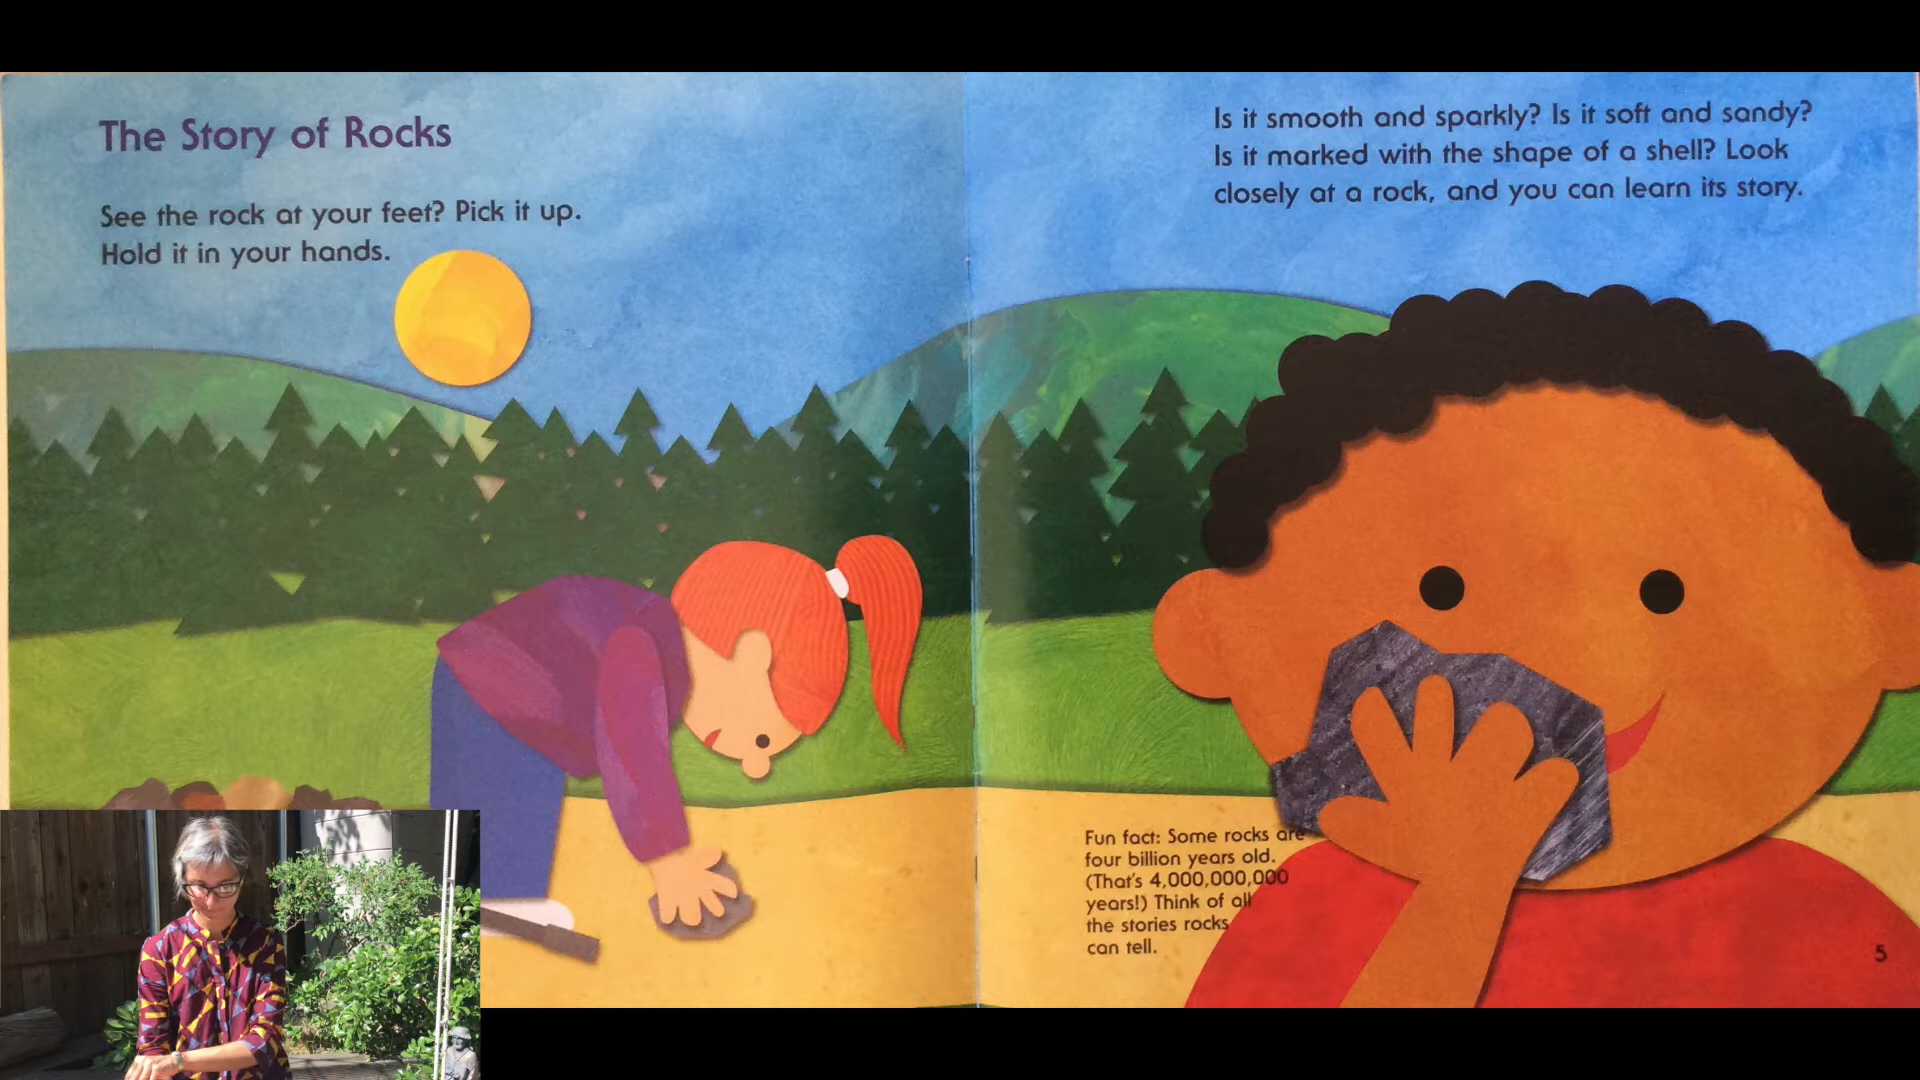 The Story of Rocks
See the rock at your feet? Pick it up.
Hold it in your hands.
Is it smooth and sparkly? Is it soft and sandy?
Is it marked with the shape of a shell? Look
closely at a rock, and you can learn its story.
Fun fact: Some rocks are
four billion years old.
(That's 4,000,000,000
years!) Think of all
the stories rocks
can tell.
5